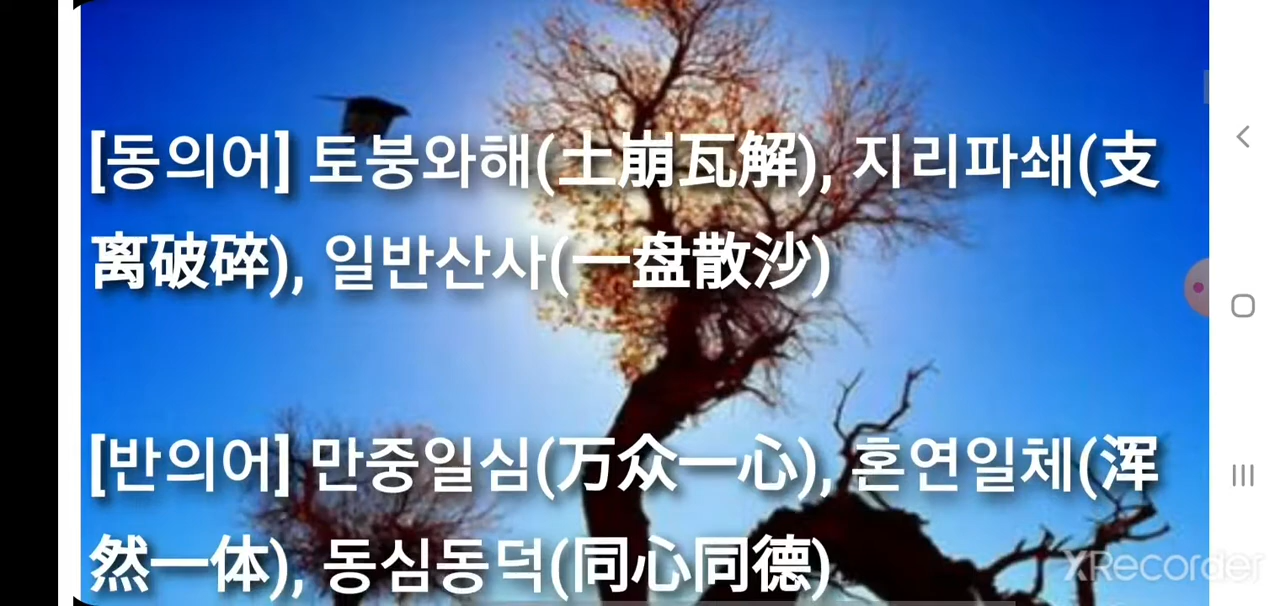 [동의어] 토붕와해(土崩瓦解), 지리파쇄(支
离破碎), 일반산사(一盘散沙)
[반의어] 만중일심(万众一心), 혼연일체(浑
然一体), 동심동덕(同心同德)
XRecorder